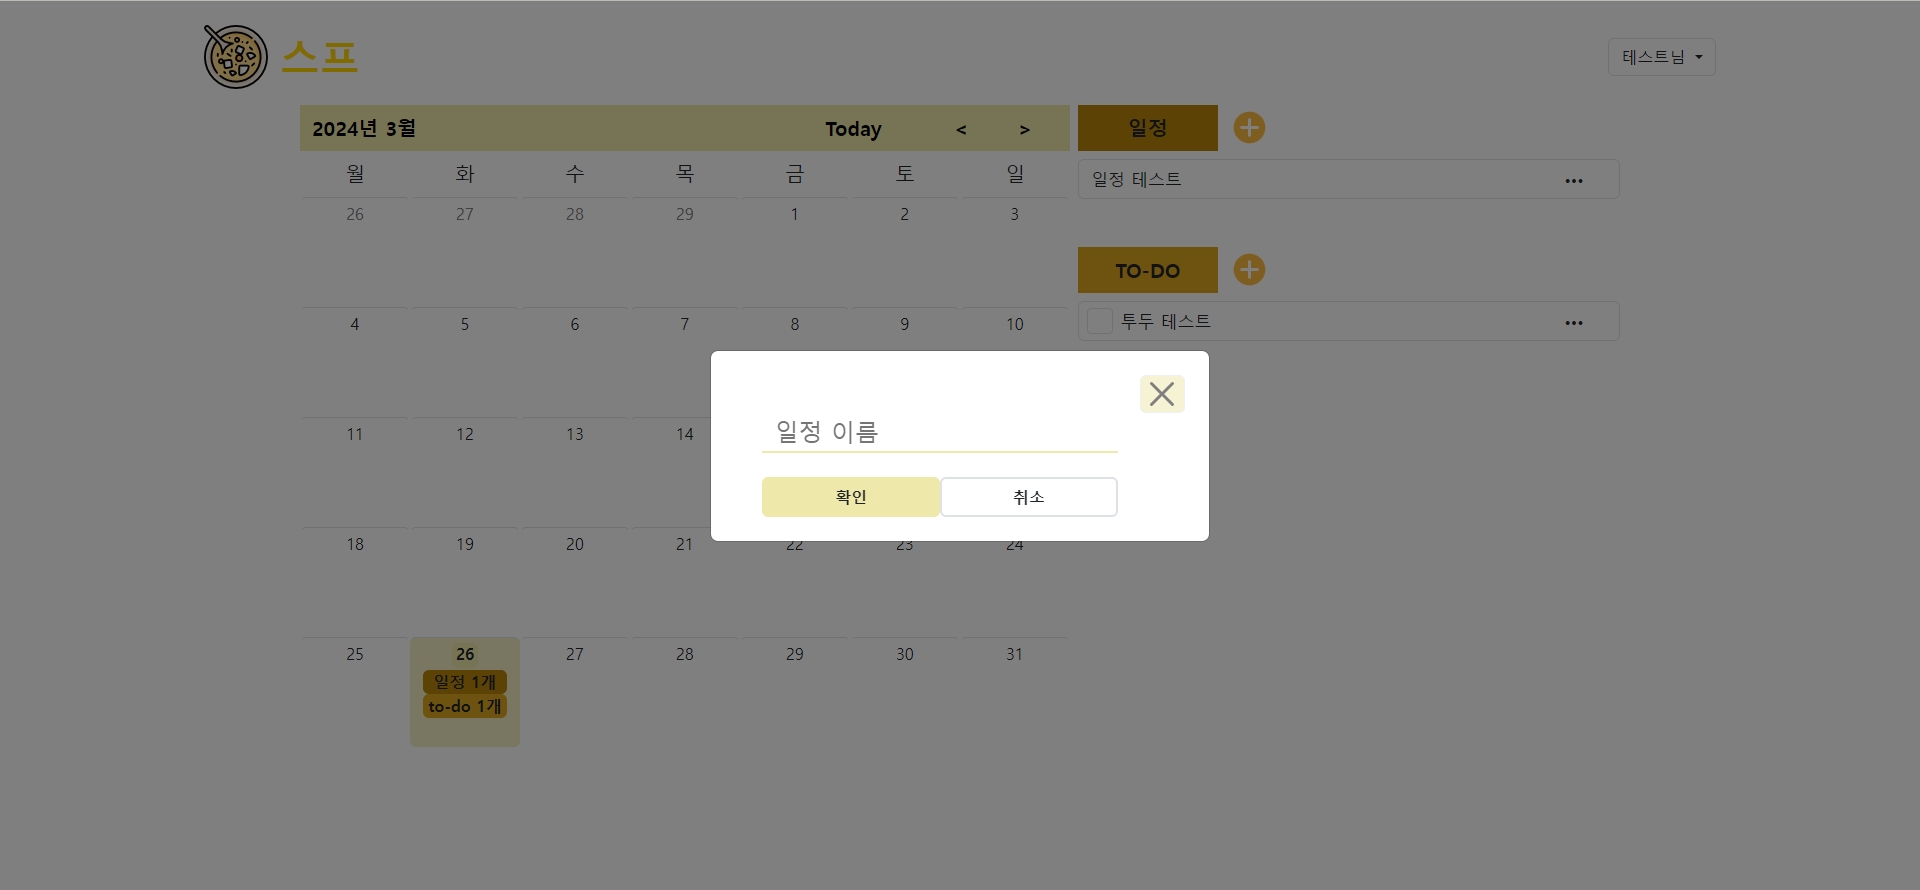 스프
테스트님
2024년 3월 Today < >
일정
월 화 수 목 금 토 일
일정 테스트
26 27 28 29 1 2 3
TO-DO
4 5 6 7 8 9 10
투두 테스트
일정 이름
11 12 13 14
확인 취소
18 19 20 21 22 23 24
25 26 27 28 29 30 31
일정 1개
to-do 1개